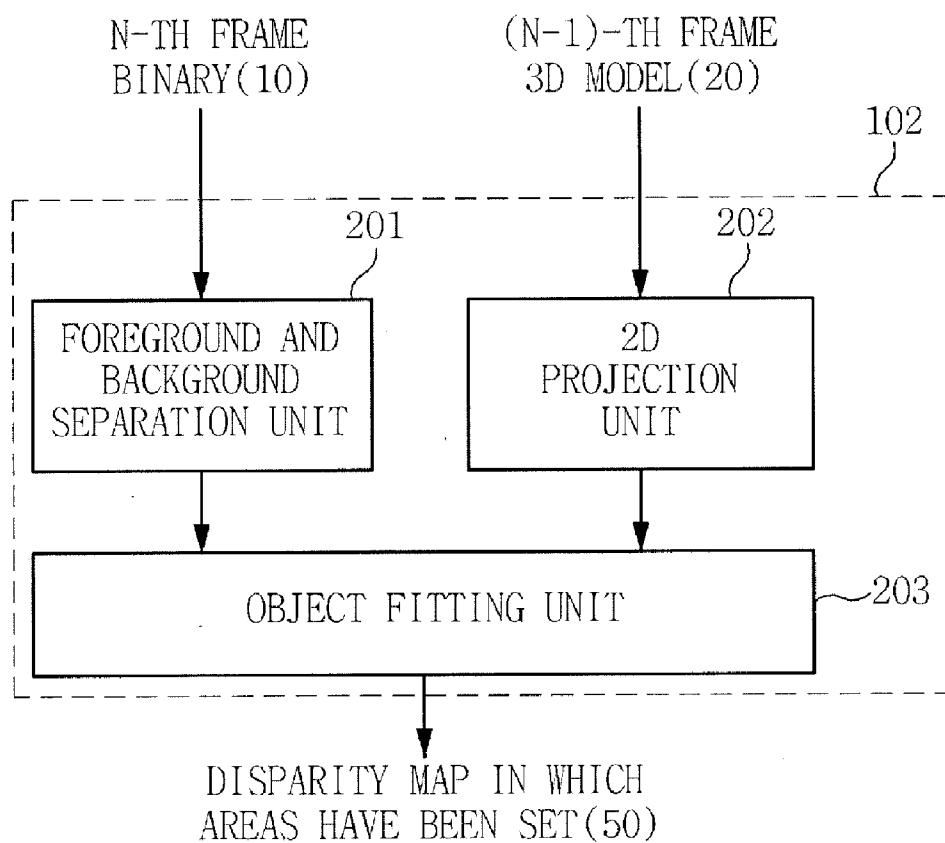 N-TH FRAME
BINARY(10)
(N-1)-TH FRAME
3D MODEL(20)
102
201
202
FOREGROUND AND
BACKGROUND
SEPARATION UNIT
2D
PROJECTION
UNIT
OBJECT FITTING UNIT
203
DISPARITY MAP IN WHICH
AREAS HAVE BEEN SET(50)